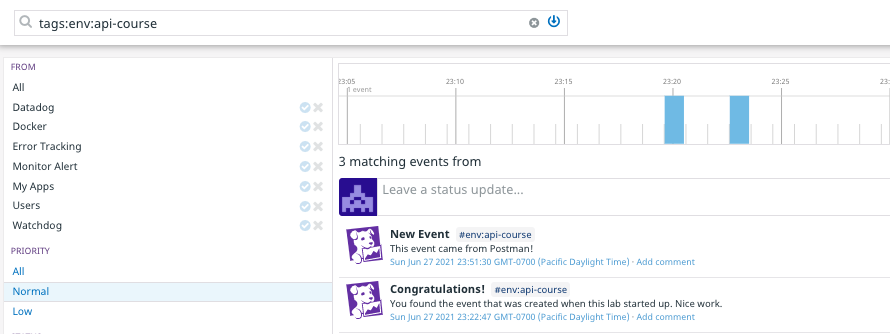 tags:env:api-course
FROM
All
Datadog
Docker
Error Tracking
Monitor Alert
My Apps
Users
Watchdog
PRIORITY
All
Normal
Low
23:05 23:10 23:15 23:20 23:25 23:
1 event
3 matching events from
Leave a status update...
New Event #env:api-course
This event came from Postman!
Sun Jun 27 2021 23:51:30 GMT-0700 (Pacific Daylight Time) · Add comment
Congratulations! #env:api-course
You found the event that was created when this lab started up. Nice work.
Sun Jun 27 2021 23:22:47 GMT-0700 (Pacific Daylight Time) · Add comment